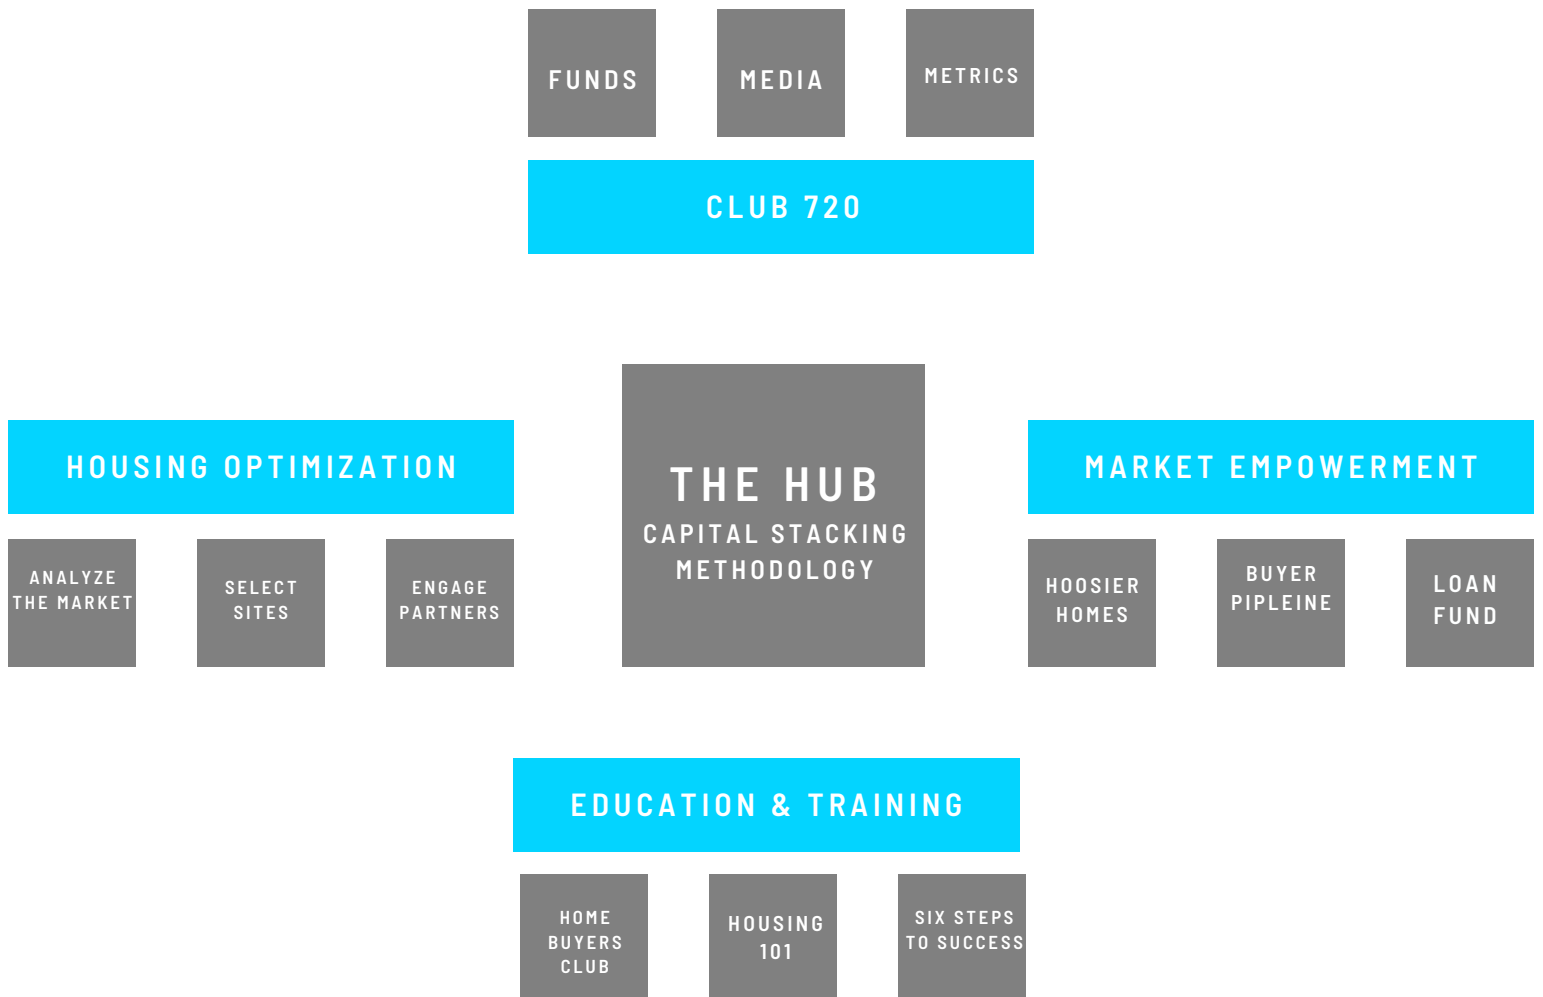 FUNDS
MEDIA
METRICS
CLUB 720
HOUSING OPTIMIZATION
ANALYZE
THE MARKET
SELECT
SITES
ENGAGE
PARTNERS
THE HUB
CAPITAL STACKING
METHODOLOGY
MARKET EMPOWERMENT
HOOSIER
HOMES
BUYER
PIPLEINE
LOAN
FUND
EDUCATION & TRAINING
HOME
BUYERS
CLUB
HOUSING
101
SIX STEPS
TO SUCCESS